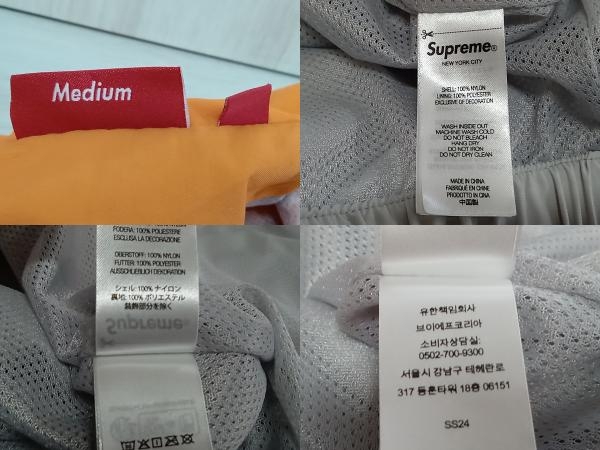 Medium
Supreme®
NEW YORK CITY
SHELL: 100% NYLON
LINING: 100% POLYESTER
EXCLUSIVE OF DECORATION
WASH INSIDE OUT
MACHINE WASH COLD
DO NOT BLEACH
HANG DRY
DO NOT IRON
DO NOT DRY CLEAN
MADE IN CHINA
FABRIQUÉ EN CHINE
PRODOTTO IN CINA
中国製
FODERA: 100% POLIESTERE
ESCLUSA LA DECORAZIONE
OBERSTOFF: 100% NYLON
FUTTER: 100% POLYESTER
AUSSCHLIEẞLICH DEKORATION
シェル: 100% ナイロン
裏地: 100% ポリエステル
装飾部分を除く
유한책임회사
브이에프코리아
소비자상담실:
0502-700-9300
서울시 강남구 테헤란로
317 동훈타워 18층 06151
SS24